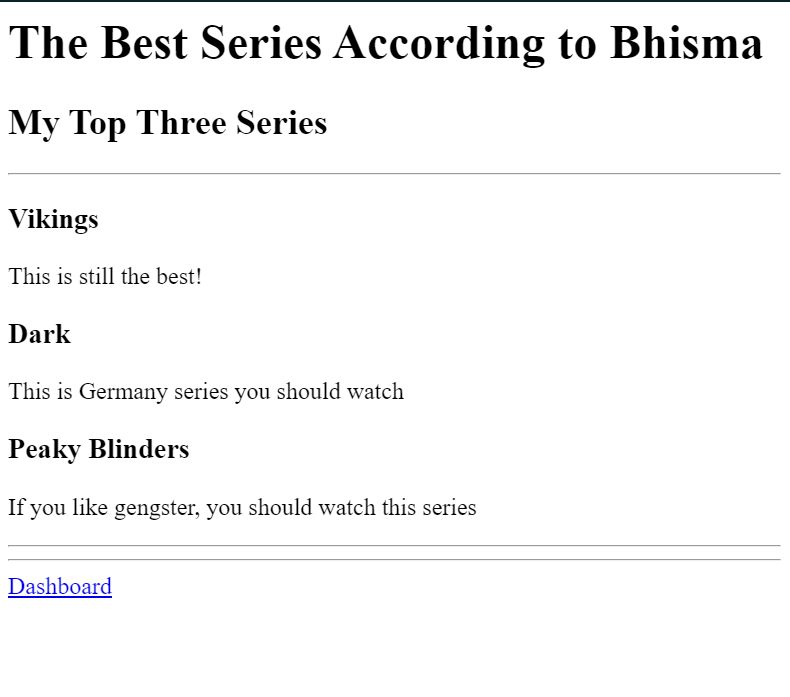 The Best Series According to Bhisma
My Top Three Series
Vikings
This is still the best!
Dark
This is Germany series you should watch
Peaky Blinders
If you like gengster, you should watch this series
Dashboard